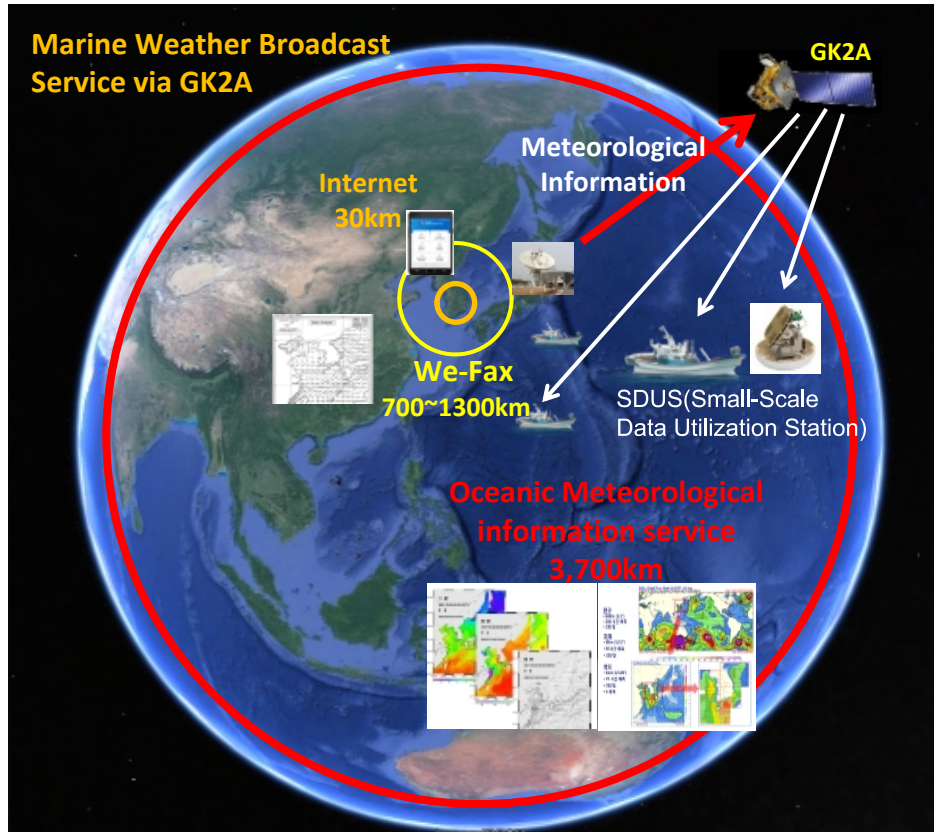 Marine Weather Broadcast
Service via GK2A
GK2A
Meteorological
Information
Internet
30km
We-Fax
700~1300km
SDUS(Small-Scale
Data Utilization Station)
Oceanic Meteorological
information service
3,700km